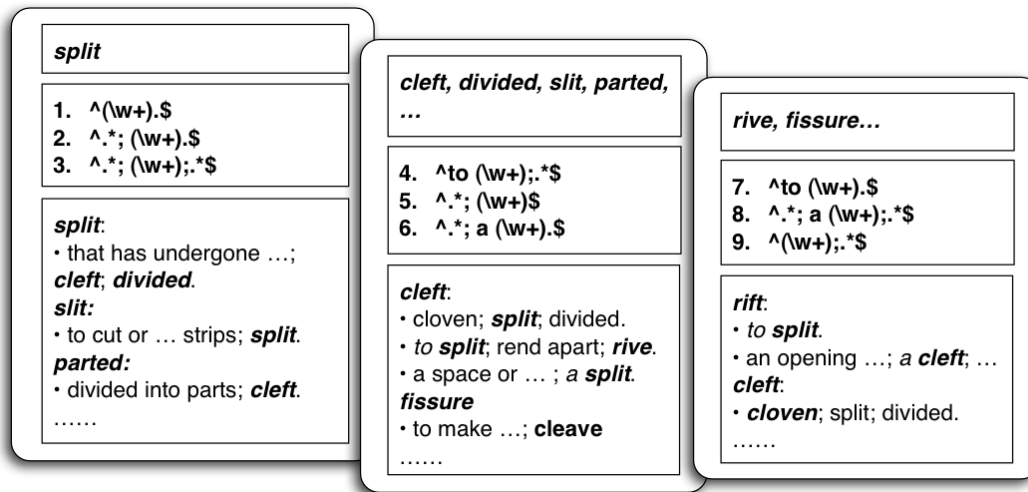 split
1. ^(\w+).$
2. ^.*; (\w+).$
3. ^.*; (\w+);.*$
split:
• that has undergone …;
cleft; divided.
slit:
• to cut or … strips; split.
parted:
• divided into parts; cleft.
……
cleft, divided, slit, parted,
…
4. ^to (\w+);.*$
5. ^.*; (\w+)$
6. ^.*; a (\w+).$
cleft:
• cloven; split; divided.
• to split; rend apart; rive.
• a space or … ; a split.
fissure
• to make …; cleave
……
rive, fissure…
7. ^to (\w+).$
8. ^.*; a (\w+);.*$
9. ^(\w+);.*$
rift:
• to split.
• an opening …; a cleft; …
cleft:
• cloven; split; divided.
……